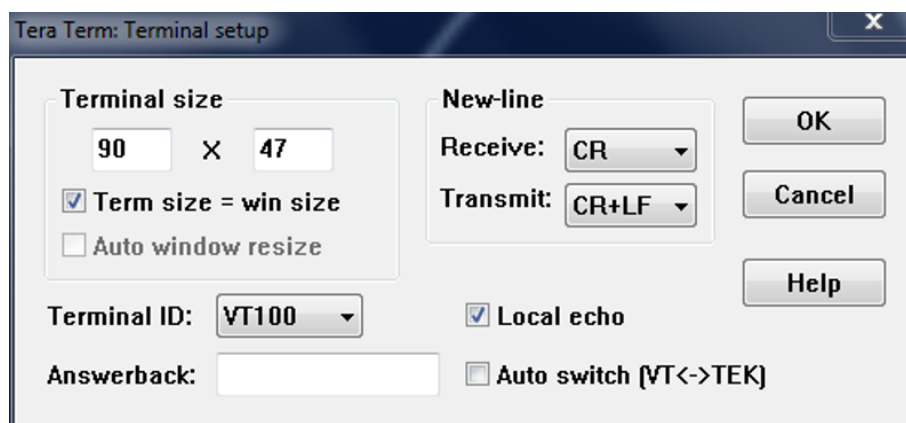 Tera Term: Terminal setup
x
Terminal size
90 X 47
Term size = win size
Auto window resize
New-line
Receive: CR
Transmit: CR+LF
OK
Cancel
Help
Terminal ID: VT100
Local echo
Answerback:
Auto switch (VT<->TEK)